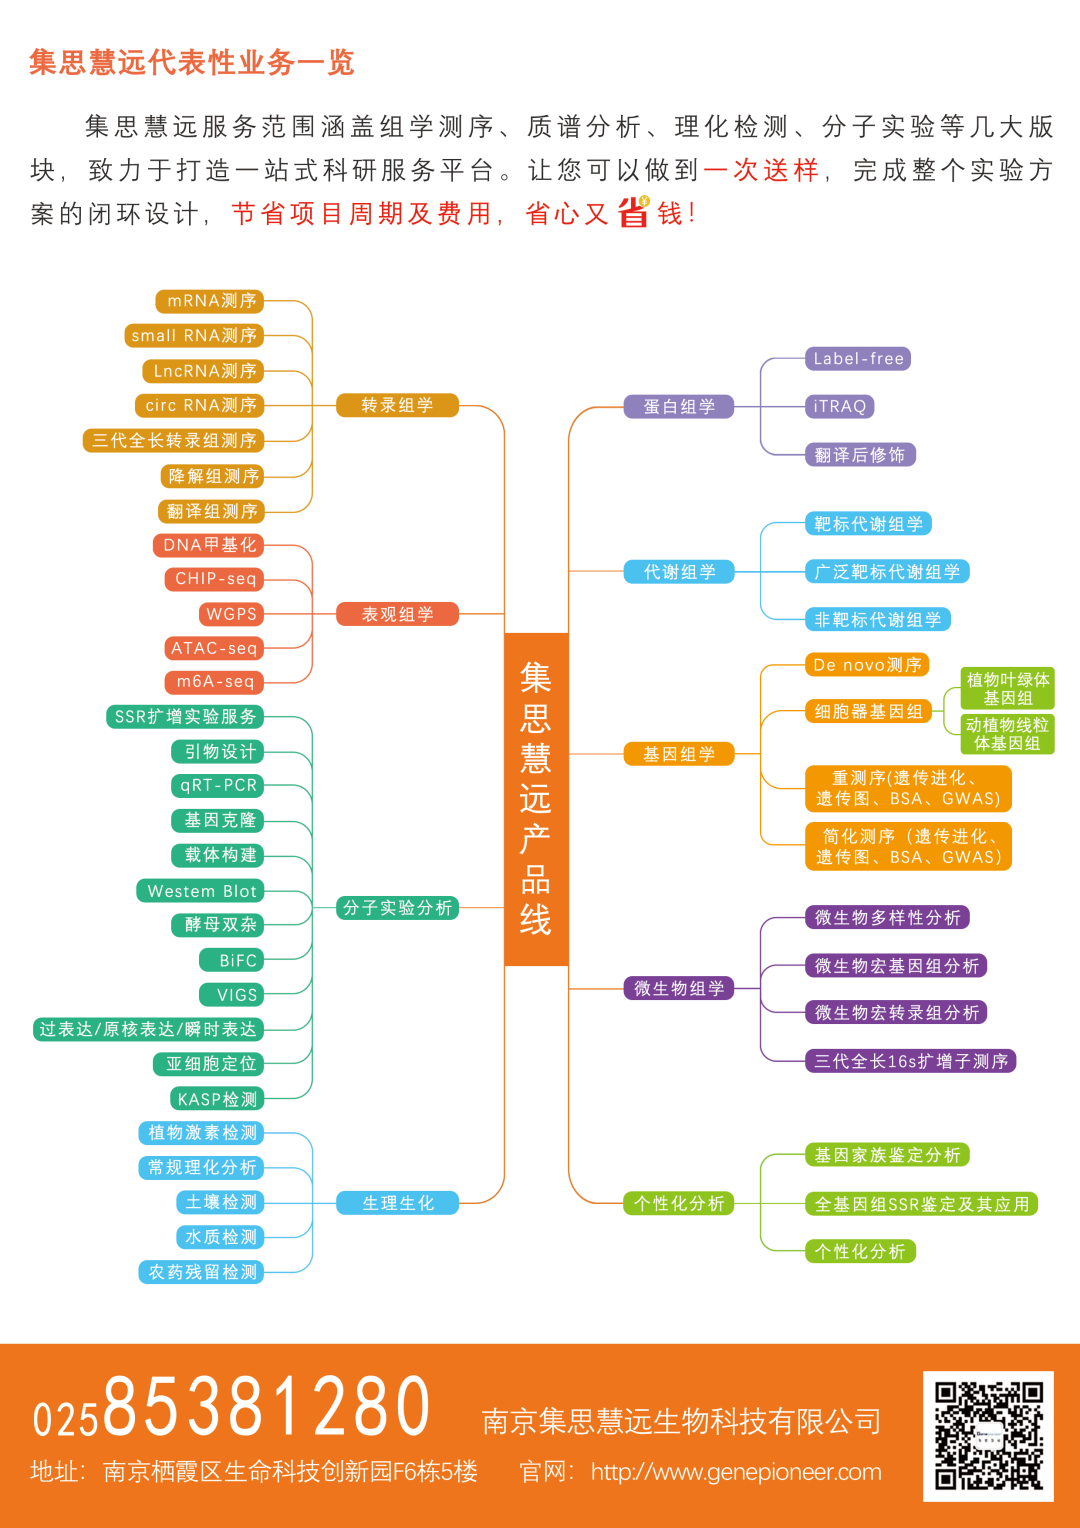 集思慧远代表性业务一览
集思慧远服务范围涵盖组学测序、质谱分析、理化检测、分子实验等几大版
块，致力于打造一站式科研服务平台。让您可以做到一次送样，完成整个实验方
案的闭环设计，节省项目周期及费用，省心又省钱！
mRNA测序
small RNA测序
LncRNA测序
circ RNA测序
三代全长转录组测序
降解组测序
翻译组测序
转录组学
DNA甲基化
CHIP-seq
WGPS
ATAC-seq
m6A-seq
表观组学
SSR扩增实验服务
引物设计
qRT-PCR
基因克隆
载体构建
Westem Blot
酵母双杂
BiFC
VIGS
过表达/原核表达/瞬时表达
亚细胞定位
KASP检测
分子实验分析
植物激素检测
常规理化分析
土壤检测
水质检测
农药残留检测
生理生化
集思慧远产品线
蛋白组学
Label-free
iTRAQ
翻译后修饰
代谢组学
靶标代谢组学
广泛靶标代谢组学
非靶标代谢组学
基因组学
De novo测序
细胞器基因组
植物叶绿体
基因组
动植物线粒
体基因组
重测序(遗传进化、
遗传图、BSA、GWAS)
简化测序（遗传进化、
遗传图、BSA、GWAS）
微生物组学
微生物多样性分析
微生物宏基因组分析
微生物宏转录组分析
三代全长16s扩增子测序
个性化分析
基因家族鉴定分析
全基因组SSR鉴定及其应用
个性化分析
02585381280
南京集思慧远生物科技有限公司
地址：南京栖霞区生命科技创新园F6栋5楼
官网：http://www.genepioneer.com